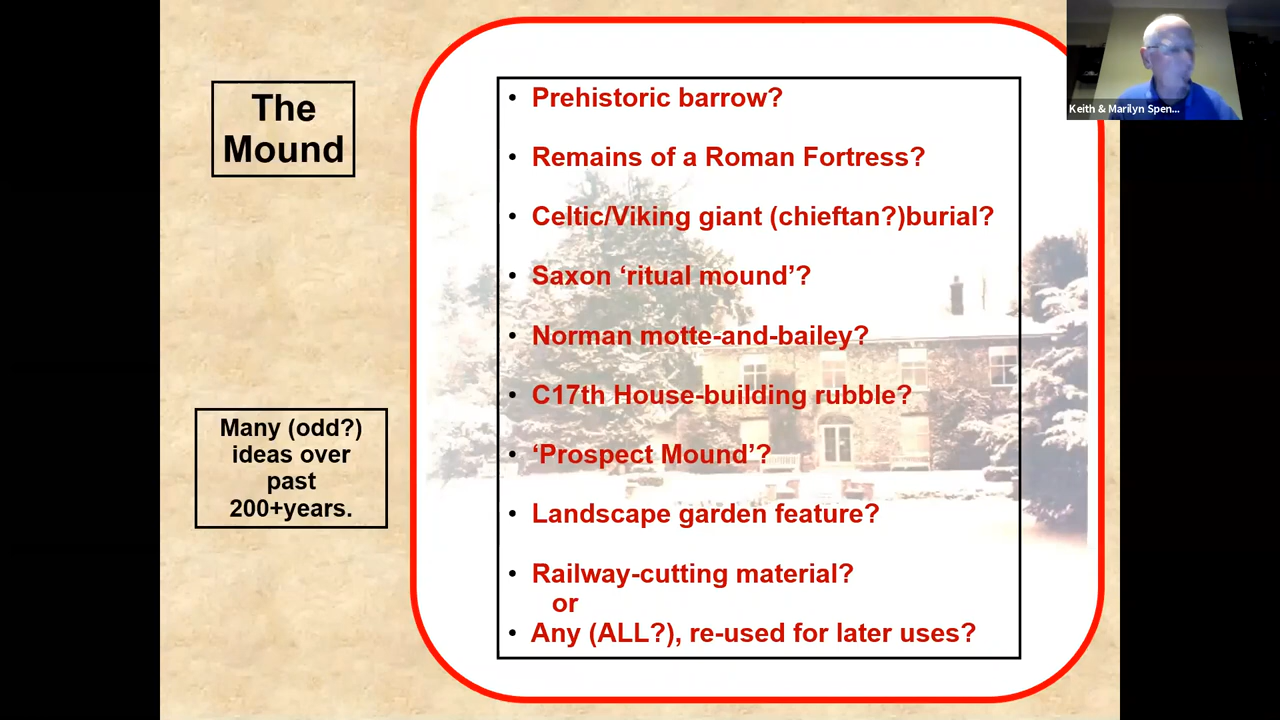 The
Mound
Many (odd?)
ideas over
past
200+years.
• Prehistoric barrow?
• Remains of a Roman Fortress?
• Celtic/Viking giant (chieftan?)burial?
• Saxon ‘ritual mound’?
• Norman motte-and-bailey?
• C17th House-building rubble?
• ‘Prospect Mound’?
• Landscape garden feature?
• Railway-cutting material?
or
• Any (ALL?), re-used for later uses?
Keith & Marilyn Spen...